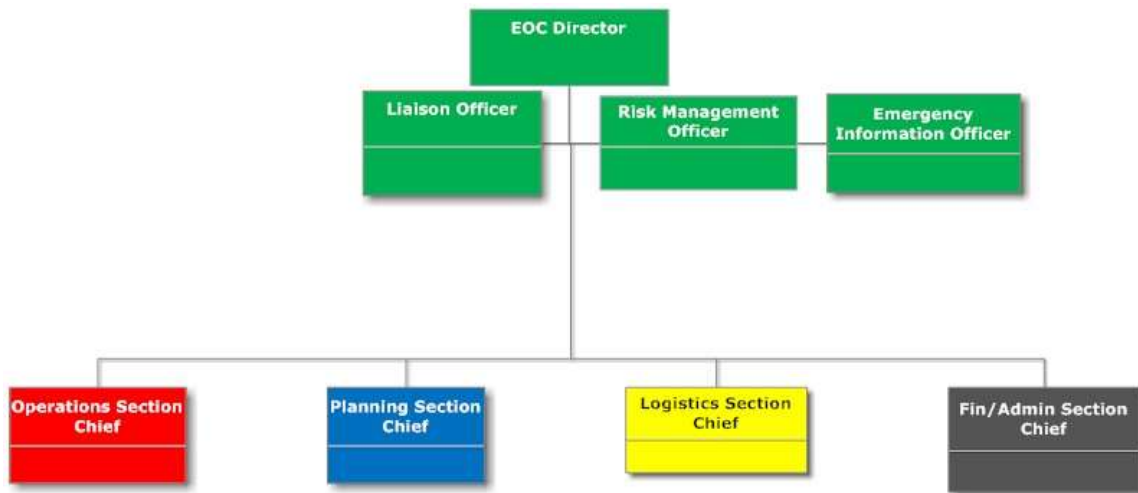 EOC Director
Liaison Officer
Risk Management
Officer
Emergency
Information Officer
Operations Section
Chief
Planning Section
Chief
Logistics Section
Chief
Fin/Admin Section
Chief